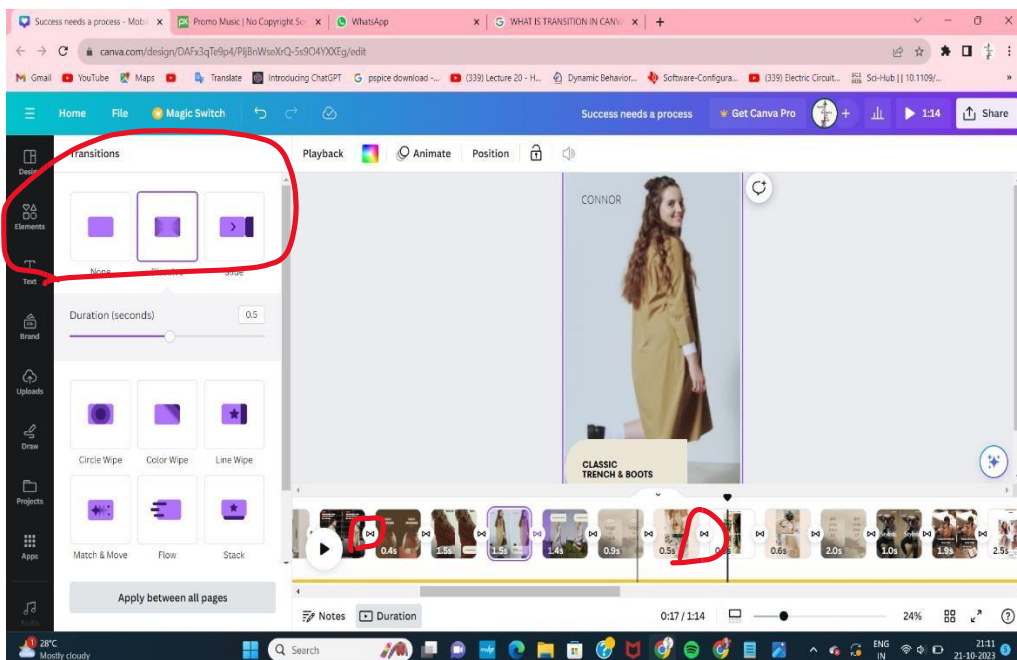 Success needs a process - Mobil
Promo Music | No Copyright So
WhatsApp
WHAT IS TRANSITION IN CANV
canva.com/design/DAFx3qTe9p4/PljBnWseXrQ-5s9O4YXXEg/edit
Gmail YouTube Maps Translate Introducing ChatGPT pspice download -... (339) Lecture 20 - H... Dynamic Behavior... Software-Configura... (339) Electric Circuit... Sci-Hub || 10.1109/... »
Home File Magic Switch Success needs a process Get Canva Pro + 1:14 Share
Transitions Playback Animate Position
Design
Elements
Text
Brand
Uploads
Draw
Projects
Apps
None Slide
Duration (seconds) 0.5
Circle Wipe Color Wipe Line Wipe
Match & Move Flow Stack
Apply between all pages
CONNOR
CLASSIC
TRENCH & BOOTS
0.4s 1.5s 1.5s 1.4s 0.9s 0.5s 0.6s 2.0s 1.0s 1.9s 2.5s
Notes Duration 0:17 / 1:14 24%
28°C
Mostly cloudy
Search
ENG
IN
21:11
21-10-2023